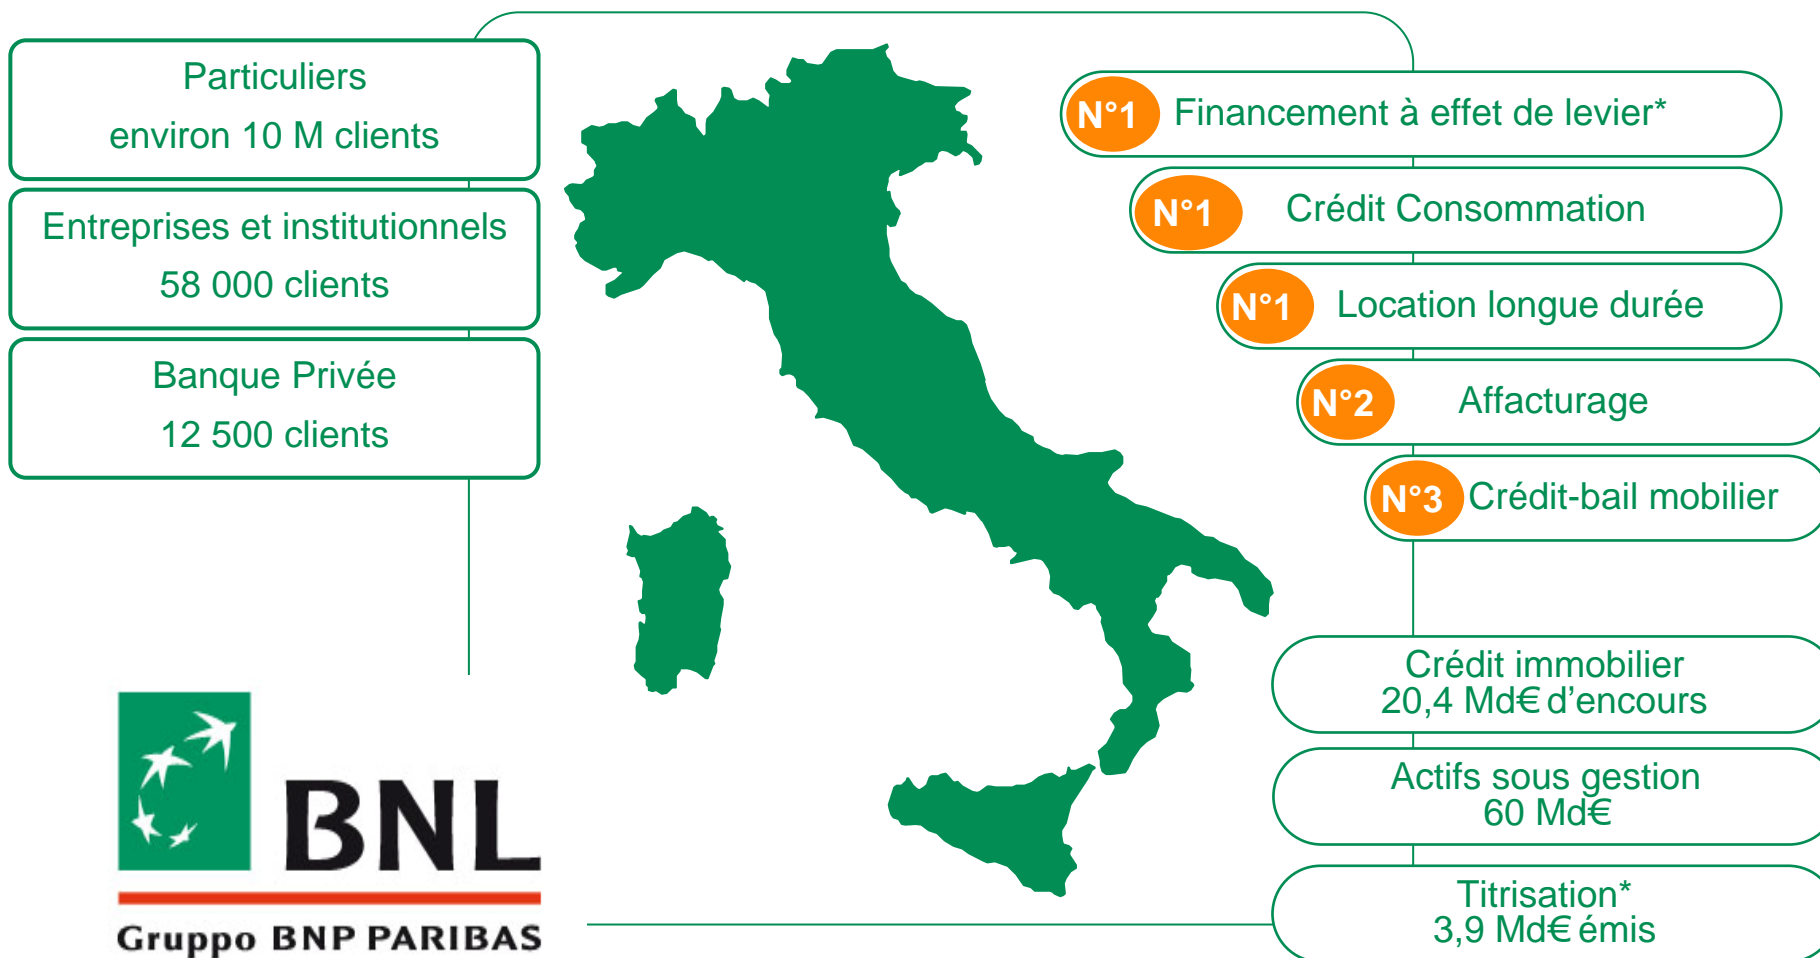 Particuliers
environ 10 M clients
Entreprises et institutionnels
58 000 clients
Banque Privée
12 500 clients
N°1 Financement à effet de levier*
N°1 Crédit Consommation
N°1 Location longue durée
N°2 Affacturage
N°3 Crédit-bail mobilier
Crédit immobilier
20,4 Md€ d’encours
Actifs sous gestion
60 Md€
Titrisation*
3,9 Md€ émis
BNL
Gruppo BNP PARIBAS